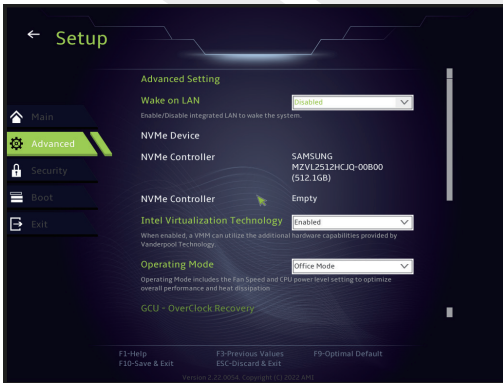 ← Setup
Main
Advanced
Security
Boot
Exit
Advanced Setting
Wake on LAN
Disabled
Enable/Disable integrated LAN to wake the system.
NVMe Device
NVMe Controller
SAMSUNG
MZVL2512HCJQ-00B00
(512.1GB)
NVMe Controller
Empty
Intel Virtualization Technology
Enabled
When enabled, a VMM can utilize the additional hardware capabilities provided by
Vanderpool Technology.
Operating Mode
Office Mode
Operating Mode includes the Fan Speed and CPU power level setting to optimize
overall performance and heat dissipation
GCU - OverClock Recovery
F1-Help
F3-Previous Values
F9-Optimal Default
F10-Save & Exit
ESC-Discard & Exit
Version 2.22.0054. Copyright (C) 2022 AMI